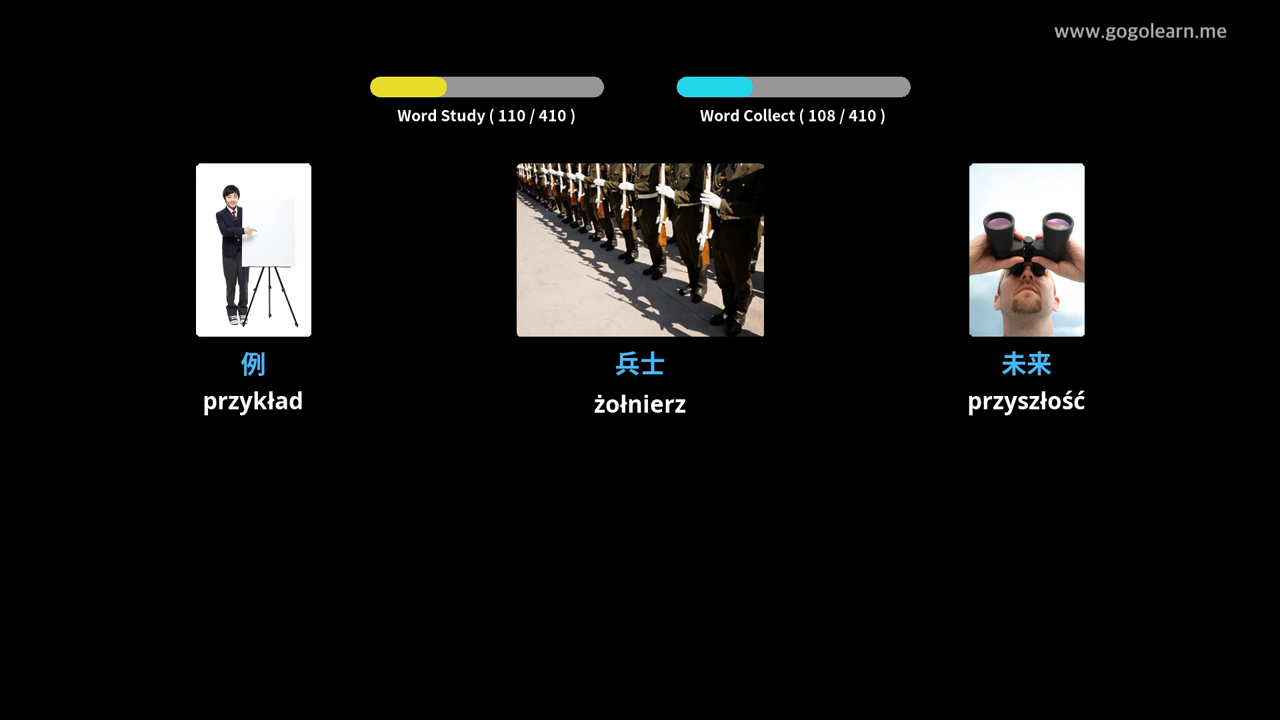 www.gogolearn.me
Word Study ( 110 / 410 )
Word Collect ( 108 / 410 )
例
przykład
兵士
żołnierz
未来
przyszłość